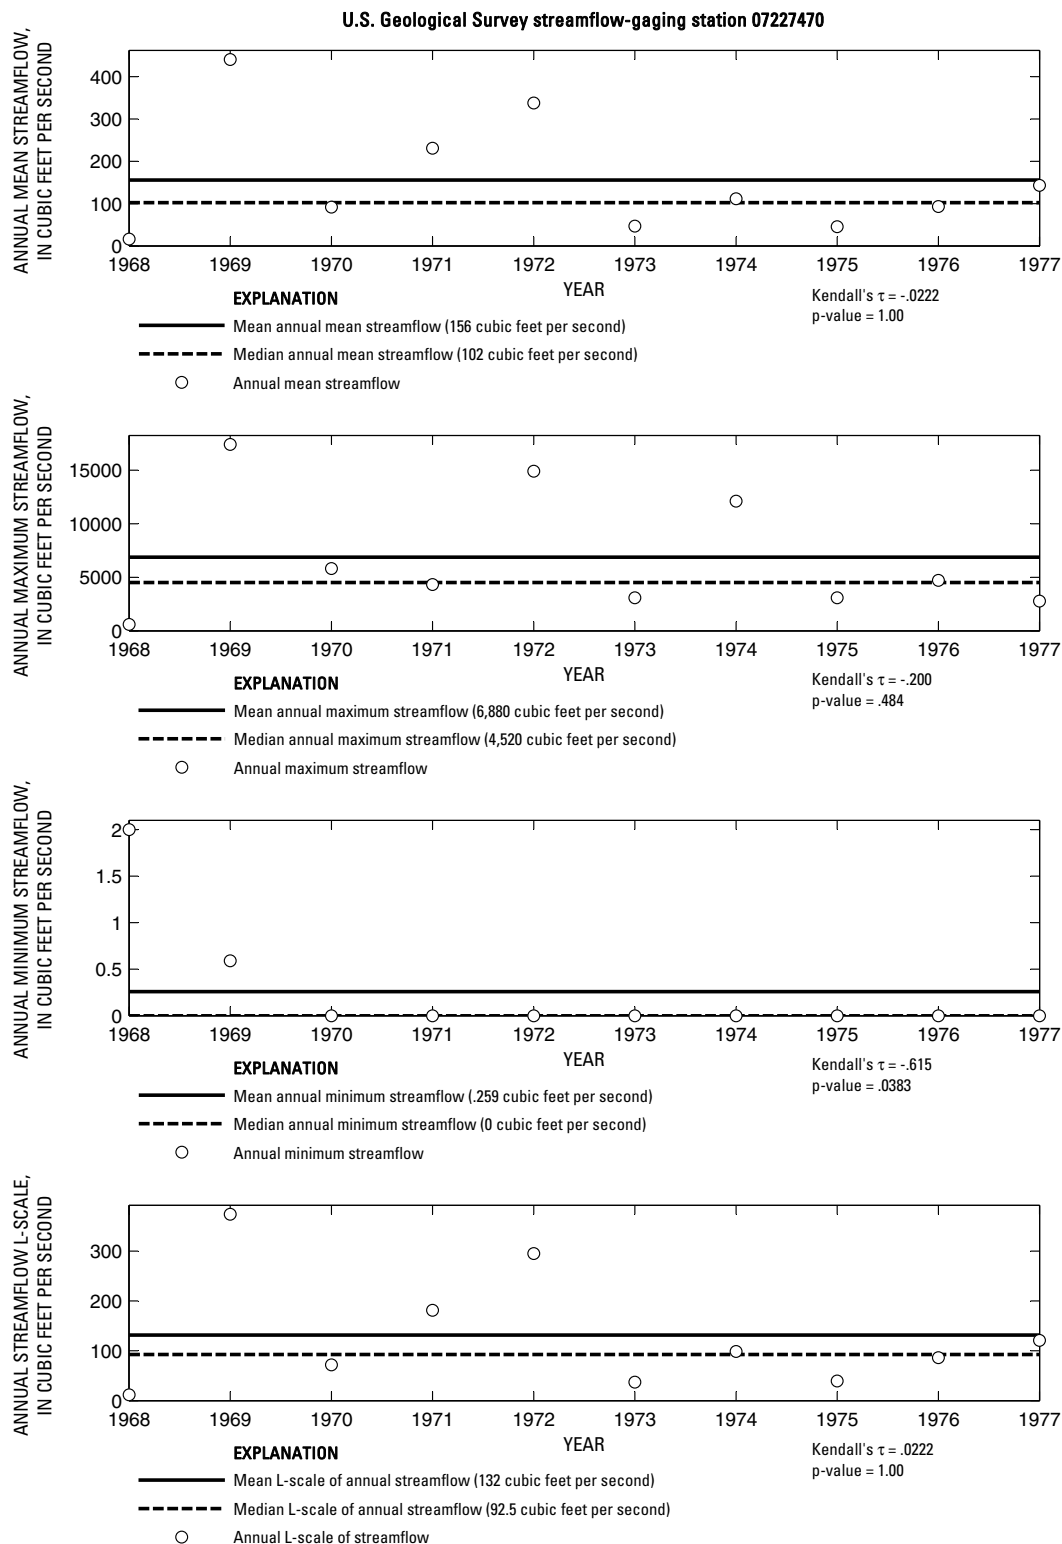 U.S. Geological Survey streamflow-gaging station 07227470
ANNUAL MEAN STREAMFLOW,
IN CUBIC FEET PER SECOND
400
300
200
100
0
1968 1969 1970 1971 1972 1973 1974 1975 1976 1977
YEAR
Kendall's τ = -.0222
p-value = 1.00
EXPLANATION
Mean annual mean streamflow (156 cubic feet per second)
Median annual mean streamflow (102 cubic feet per second)
Annual mean streamflow
ANNUAL MAXIMUM STREAMFLOW,
IN CUBIC FEET PER SECOND
15000
10000
5000
0
1968 1969 1970 1971 1972 1973 1974 1975 1976 1977
YEAR
Kendall's τ = -.200
p-value = .484
EXPLANATION
Mean annual maximum streamflow (6,880 cubic feet per second)
Median annual maximum streamflow (4,520 cubic feet per second)
Annual maximum streamflow
ANNUAL MINIMUM STREAMFLOW,
IN CUBIC FEET PER SECOND
2
1.5
1
0.5
0
1968 1969 1970 1971 1972 1973 1974 1975 1976 1977
YEAR
Kendall's τ = -.615
p-value = .0383
EXPLANATION
Mean annual minimum streamflow (.259 cubic feet per second)
Median annual minimum streamflow (0 cubic feet per second)
Annual minimum streamflow
ANNUAL STREAMFLOW L-SCALE,
IN CUBIC FEET PER SECOND
300
200
100
0
1968 1969 1970 1971 1972 1973 1974 1975 1976 1977
YEAR
Kendall's τ = .0222
p-value = 1.00
EXPLANATION
Mean L-scale of annual streamflow (132 cubic feet per second)
Median L-scale of annual streamflow (92.5 cubic feet per second)
Annual L-scale of streamflow